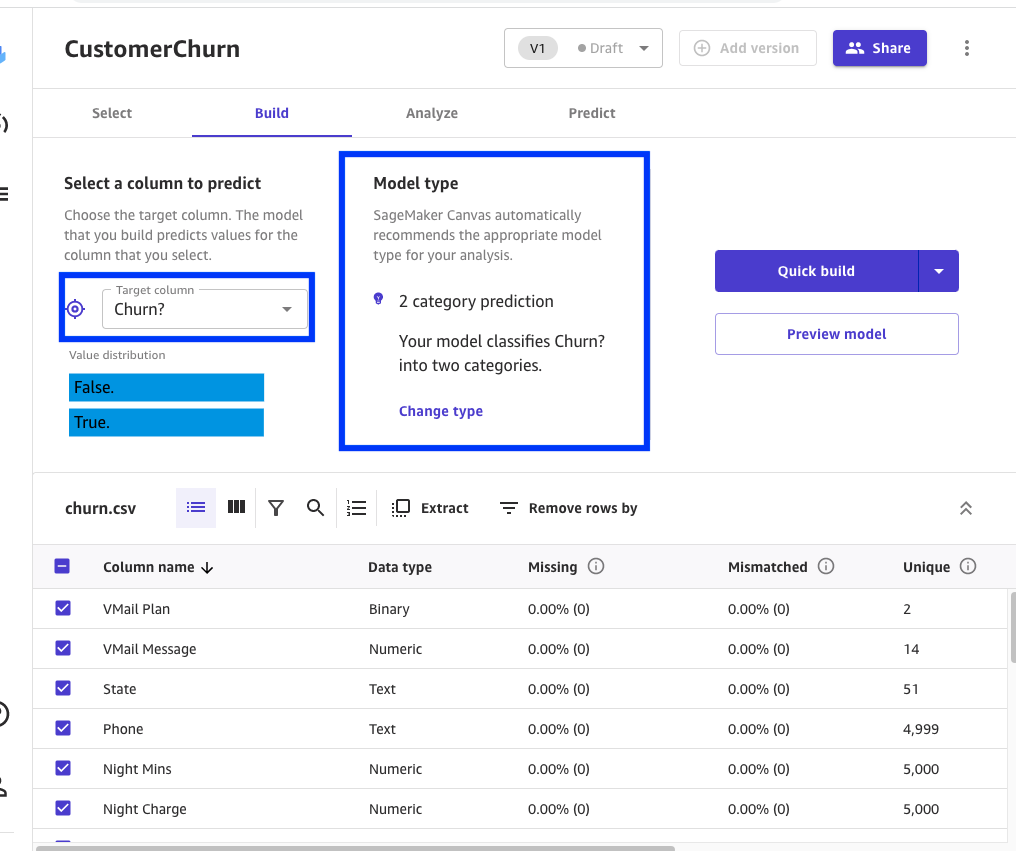 CustomerChurn
V1 Draft
Add version
Share
Select Build Analyze Predict
Select a column to predict
Choose the target column. The model
that you build predicts values for the
column that you select.
Target column
Churn?
Value distribution
False.
True.
Model type
SageMaker Canvas automatically
recommends the appropriate model
type for your analysis.
2 category prediction
Your model classifies Churn?
into two categories.
Change type
Quick build
Preview model
churn.csv Extract Remove rows by
Column name Data type Missing Mismatched Unique
VMail Plan Binary 0.00% (0) 0.00% (0) 2
VMail Message Numeric 0.00% (0) 0.00% (0) 14
State Text 0.00% (0) 0.00% (0) 51
Phone Text 0.00% (0) 0.00% (0) 4,999
Night Mins Numeric 0.00% (0) 0.00% (0) 5,000
Night Charge Numeric 0.00% (0) 0.00% (0) 5,000